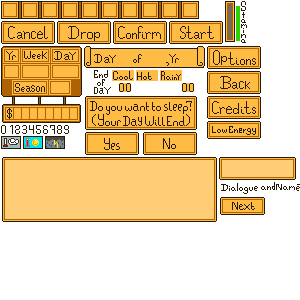 Cancel Drop Confirm Start
Stamina
Yr Week Day
Season
$
0123456789
Day of ,Yr
End of Day
Cool Hot Rainy
00 00
Do you want to sleep?
(Your Day Will End)
Yes No
Options
Back
Credits
Low Energy
Dialogue and Name
Next